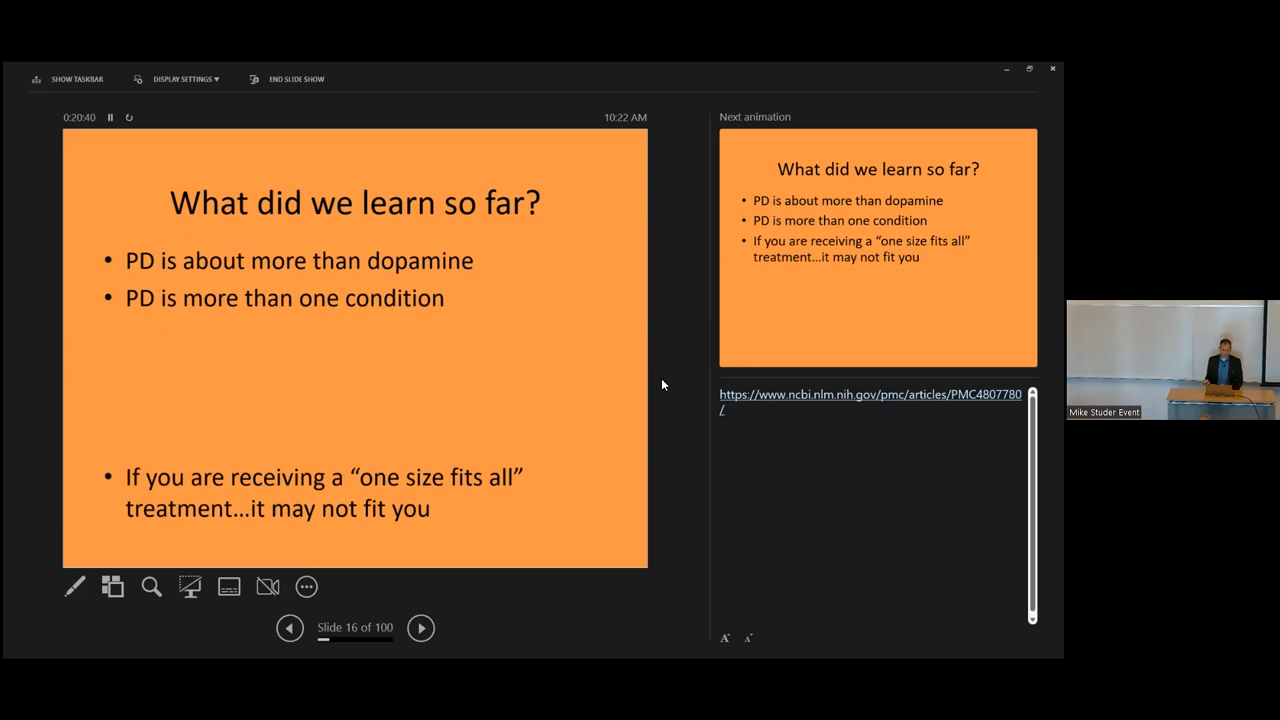 SHOW TASKBAR
DISPLAY SETTINGS ▾
END SLIDE SHOW
0:20:40
10:22 AM
What did we learn so far?
• PD is about more than dopamine
• PD is more than one condition
• If you are receiving a “one size fits all”
treatment…it may not fit you
Slide 16 of 100
Next animation
What did we learn so far?
• PD is about more than dopamine
• PD is more than one condition
• If you are receiving a “one size fits all”
treatment…it may not fit you
https://www.ncbi.nlm.nih.gov/pmc/articles/PMC4807780
/
A A
Mike Studer Event